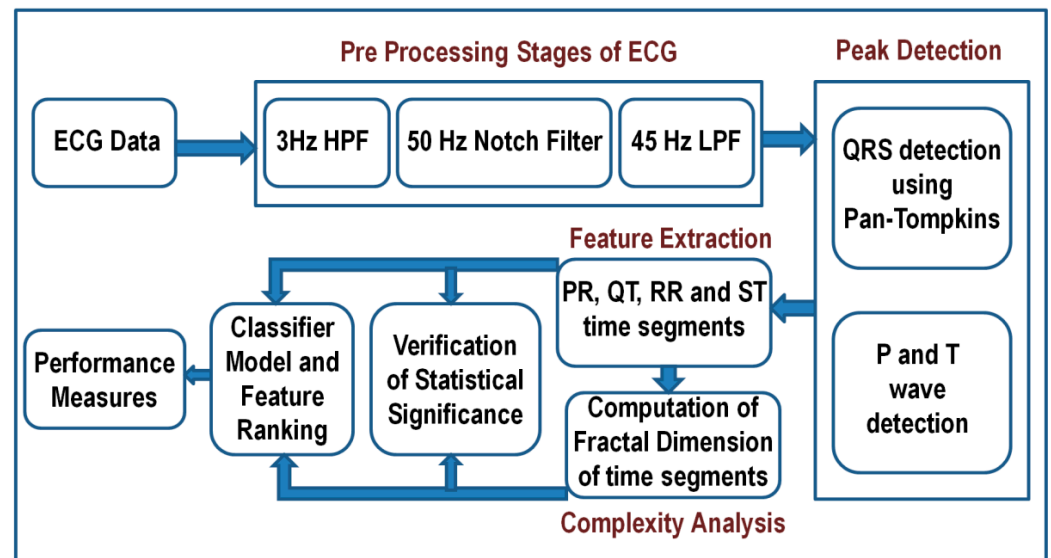 Pre Processing Stages of ECG
Peak Detection
ECG Data
3Hz HPF
50 Hz Notch Filter
45 Hz LPF
QRS detection
using
Pan-Tompkins
P and T
wave
detection
Feature Extraction
PR, QT, RR and ST
time segments
Computation of
Fractal Dimension
of time segments
Complexity Analysis
Verification
of Statistical
Significance
Classifier
Model and
Feature
Ranking
Performance
Measures